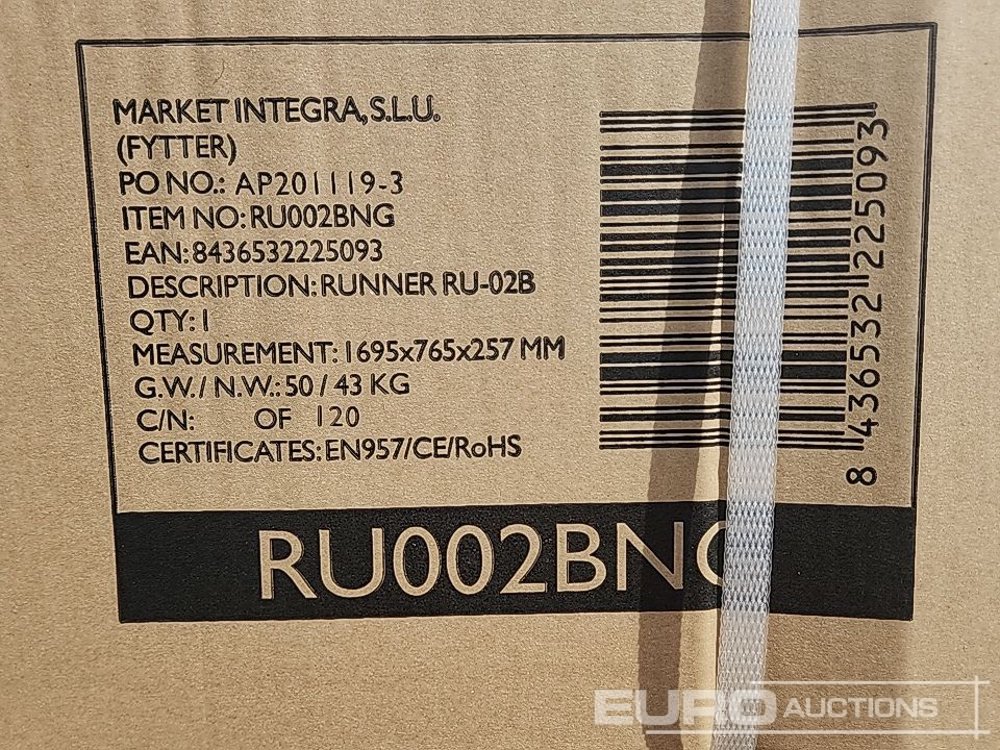 MARKET INTEGRA, S.L.U.
(FYTTER)
PO NO.: AP201119-3
ITEM NO: RU002BNG
EAN: 8436532225093
DESCRIPTION: RUNNER RU-02B
QTY: 1
MEASUREMENT: 1695x765x257 MM
G.W./ N.W.: 50 / 43 KG
C/N: OF 120
CERTIFICATES: EN957/CE/RoHS
8 436532 225093
RU002BNG
EURO AUCTIONS